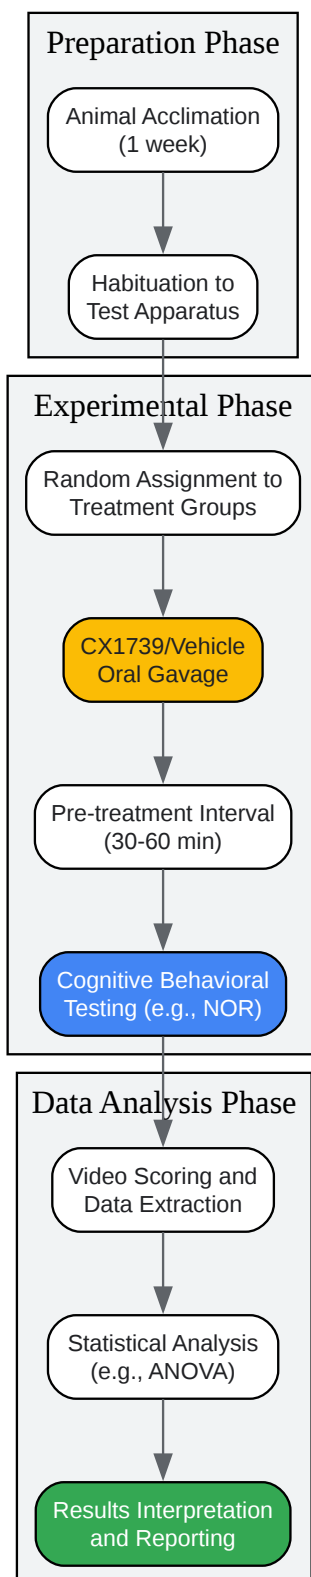 Preparation Phase
Animal Acclimation
(1 week)
Habituation to
Test Apparatus
Experimental Phase
Random Assignment to
Treatment Groups
CX1739/Vehicle
Oral Gavage
Pre-treatment Interval
(30-60 min)
Cognitive Behavioral
Testing (e.g., NOR)
Data Analysis Phase
Video Scoring and
Data Extraction
Statistical Analysis
(e.g., ANOVA)
Results Interpretation
and Reporting